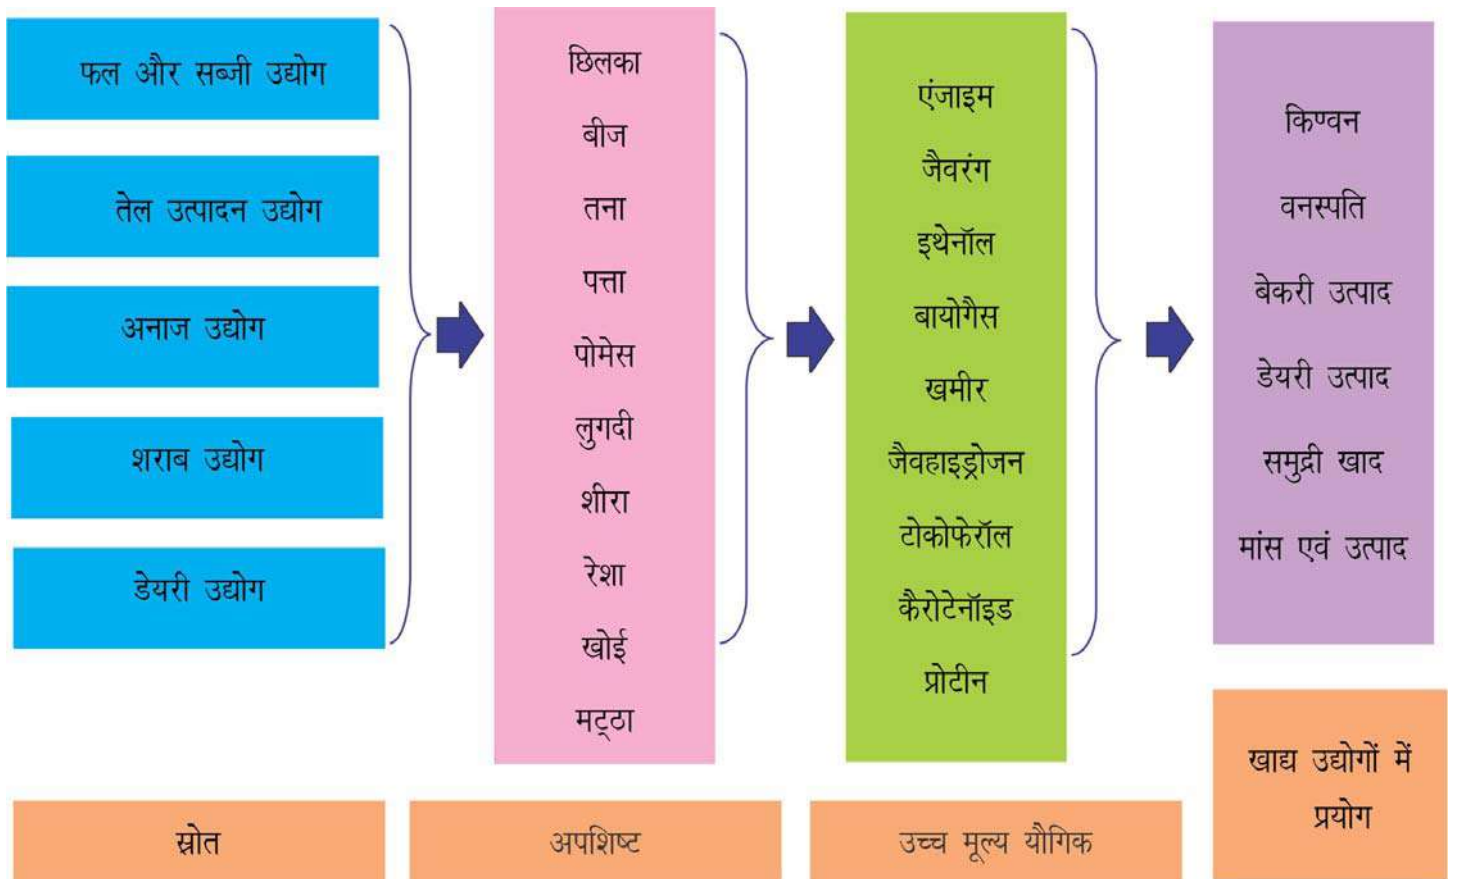 फल और सब्जी उद्योग
तेल उत्पादन उद्योग
अनाज उद्योग
शराब उद्योग
डेयरी उद्योग
स्रोत
छिलका
बीज
तना
पत्ता
पोमेस
लुगदी
शीरा
रेशा
खोई
मट्ठा
अपशिष्ट
एंजाइम
जैवरंग
इथेनॉल
बायोगैस
खमीर
जैवहाइड्रोजन
टोकोफेरॉल
कैरोटेनॉइड
प्रोटीन
उच्च मूल्य यौगिक
किण्वन
वनस्पति
बेकरी उत्पाद
डेयरी उत्पाद
समुद्री खाद
मांस एवं उत्पाद
खाद्य उद्योगों में
प्रयोग